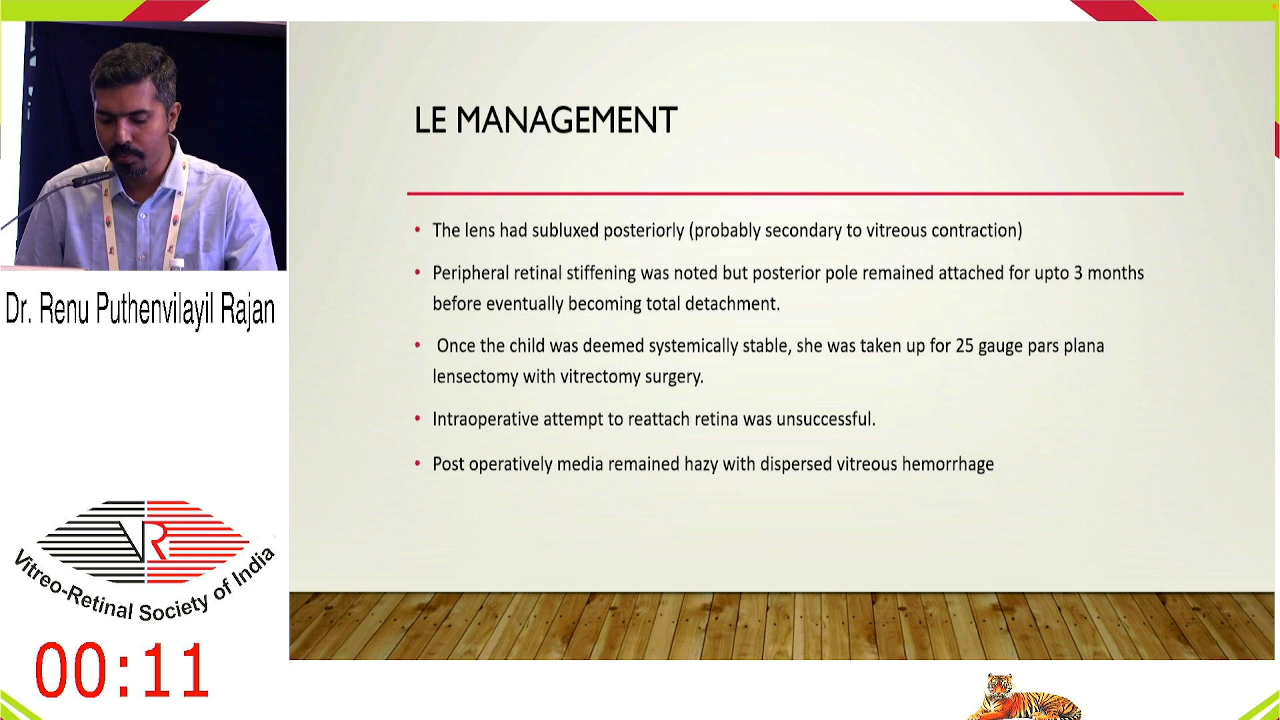 LE MANAGEMENT
• The lens had subluxed posteriorly (probably secondary to vitreous contraction)
• Peripheral retinal stiffening was noted but posterior pole remained attached for upto 3 months
before eventually becoming total detachment.
• Once the child was deemed systemically stable, she was taken up for 25 gauge pars plana
lensectomy with vitrectomy surgery.
• Intraoperative attempt to reattach retina was unsuccessful.
• Post operatively media remained hazy with dispersed vitreous hemorrhage
Dr. Renu Puthenvilayil Rajan
VR
Vitreo-Retinal Society of India
00:11